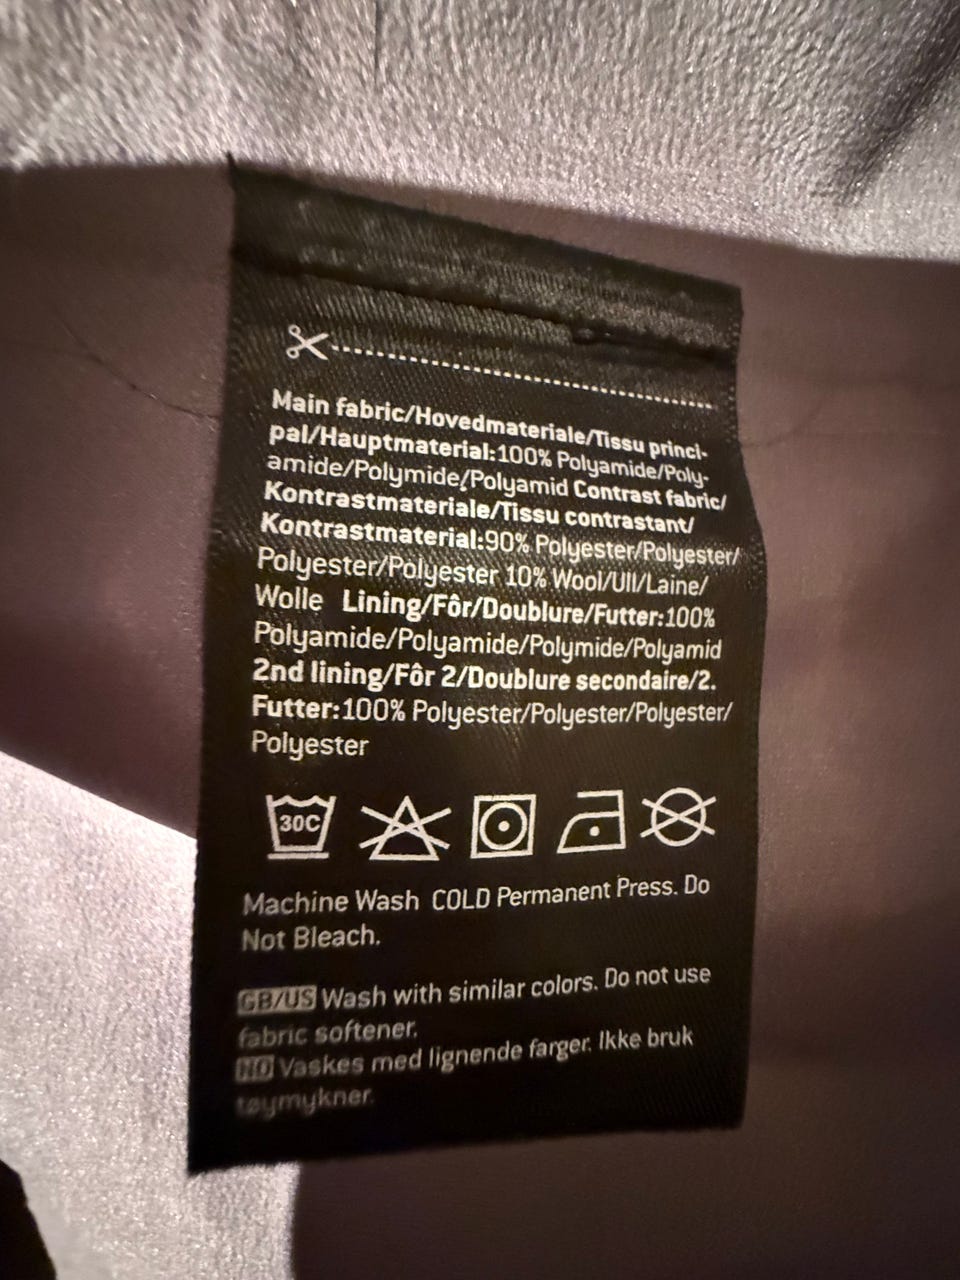 Main fabric/Hovedmateriale/Tissu princi-
pal/Hauptmaterial:100% Polyamide/Poly-
amide/Polymide/Polyamid Contrast fabric/
Kontrastmateriale/Tissu contrastant/
Kontrastmaterial:90% Polyester/Polyester/
Polyester/Polyester 10% Wool/Ull/Laine/
Wolle Lining/Fôr/Doublure/Futter:100%
Polyamide/Polyamide/Polymide/Polyamid
2nd lining/Fôr 2/Doublure secondaire/2.
Futter:100% Polyester/Polyester/Polyester/
Polyester
30C
Machine Wash COLD Permanent Press. Do
Not Bleach.
GB/US Wash with similar colors. Do not use
fabric softener.
NO Vaskes med lignende farger. Ikke bruk
tøymykner.